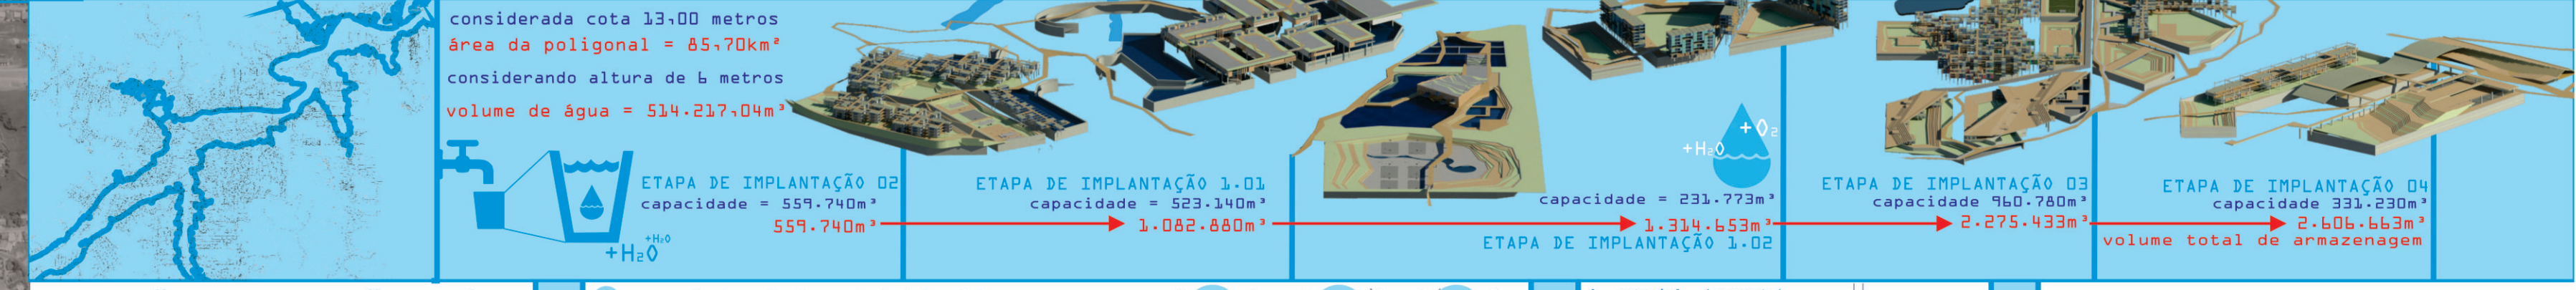 considerada cota 13,00 metros
área da poligonal = 85,70km²
considerando altura de 6 metros
volume de água = 514.217,04m³
+H₂O
+H₂O
ETAPA DE IMPLANTAÇÃO 02
capacidade = 559.740m³
559.740m³
ETAPA DE IMPLANTAÇÃO 1.01
capacidade = 523.140m³
1.082.880m³
+O₂
+H₂O
capacidade = 231.773m³
1.314.653m³
ETAPA DE IMPLANTAÇÃO 1.02
ETAPA DE IMPLANTAÇÃO 03
capacidade 960.780m³
2.275.433m³
ETAPA DE IMPLANTAÇÃO 04
capacidade 331.230m³
2.606.663m³
volume total de armazenagem